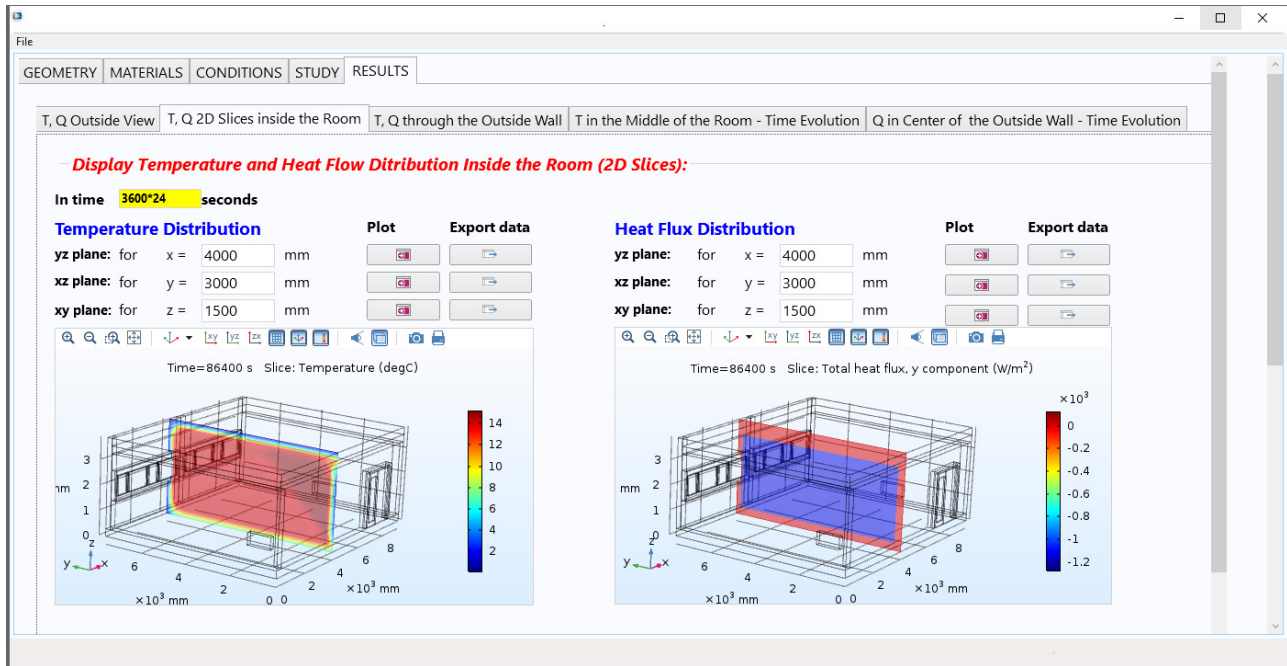 File
GEOMETRY MATERIALS CONDITIONS STUDY RESULTS
T, Q Outside View T, Q 2D Slices inside the Room T, Q through the Outside Wall T in the Middle of the Room - Time Evolution Q in Center of the Outside Wall - Time Evolution
Display Temperature and Heat Flow Ditribution Inside the Room (2D Slices):
In time 3600*24 seconds
Temperature Distribution Plot Export data
yz plane: for x = 4000 mm
xz plane: for y = 3000 mm
xy plane: for z = 1500 mm
xy yz zx
Time=86400 s Slice: Temperature (degC)
14
12
10
8
6
4
2
3
2
1
0
mm
z
y x
6
4
2
0
×10³ mm
0
2
4
6
8
×10³ mm
Heat Flux Distribution Plot Export data
yz plane: for x = 4000 mm
xz plane: for y = 3000 mm
xy plane: for z = 1500 mm
xy yz zx
Time=86400 s Slice: Total heat flux, y component (W/m²)
×10³
0
-0.2
-0.4
-0.6
-0.8
-1
-1.2
3
2
1
0
mm
z
y x
6
4
2
0
×10³ mm
0
2
4
6
8
×10³ mm